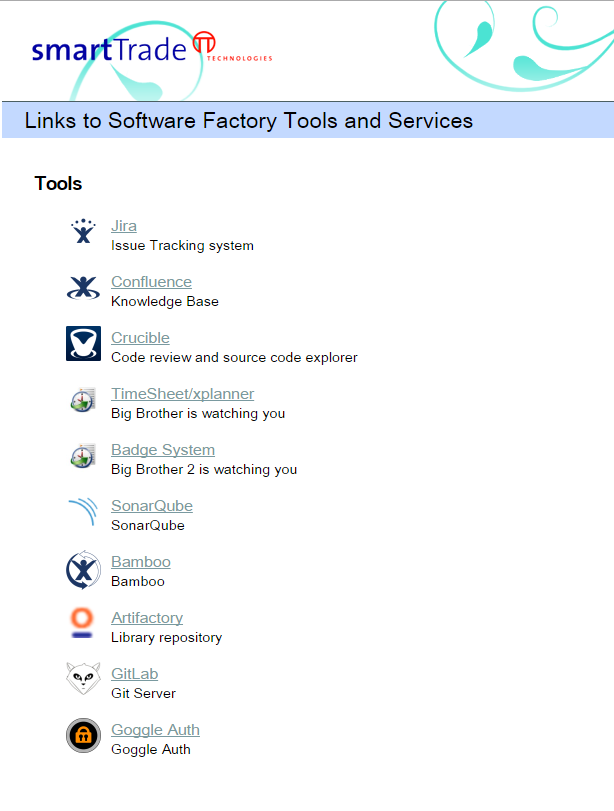 smartTrade
TECHNOLOGIES
Links to Software Factory Tools and Services
Tools
Jira
Issue Tracking system
Confluence
Knowledge Base
Crucible
Code review and source code explorer
TimeSheet/xplanner
Big Brother is watching you
Badge System
Big Brother 2 is watching you
SonarQube
SonarQube
Bamboo
Bamboo
Artifactory
Library repository
GitLab
Git Server
Goggle Auth
Goggle Auth